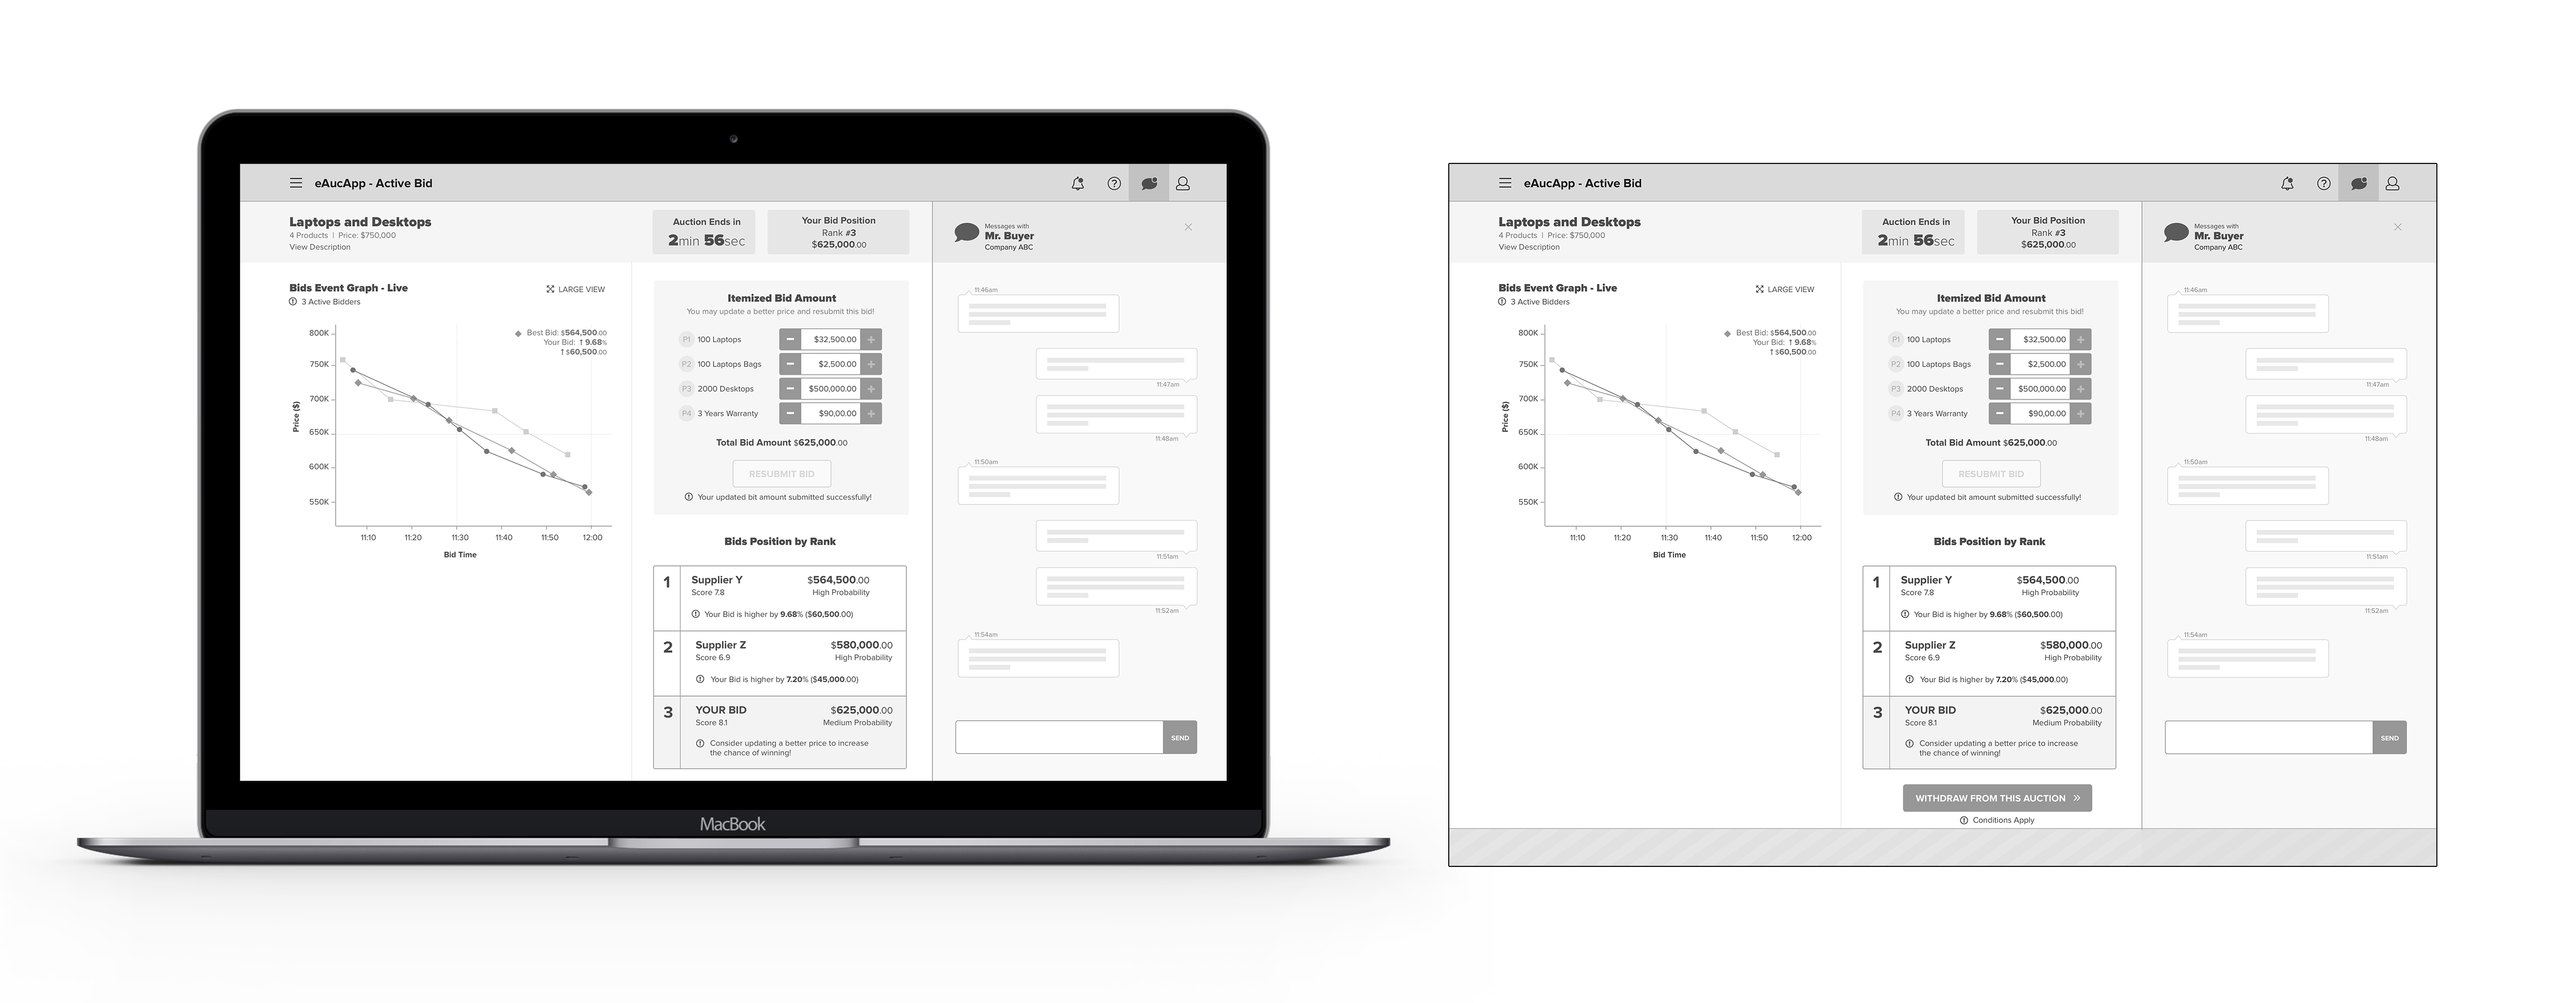 eAucApp - Active Bid
Laptops and Desktops
4 Products | Price: $750,000
View Description
Auction Ends in
2min 56sec
Your Bid Position
Rank #3
$625,000.00
Messages with
Mr. Buyer
Company ABC
Bids Event Graph - Live
3 Active Bidders
LARGE VIEW
Best Bid: $564,500.00
Your Bid: ↑ 9.68%
↑ $60,500.00
Price ($)
800K
750K
700K
650K
600K
550K
11:10 11:20 11:30 11:40 11:50 12:00
Bid Time
Itemized Bid Amount
You may update a better price and resubmit this bid!
P1 100 Laptops − $32,500.00 +
P2 100 Laptops Bags − $2,500.00 +
P3 2000 Desktops − $500,000.00 +
P4 3 Years Warranty − $90,00.00 +
Total Bid Amount $625,000.00
RESUBMIT BID
Your updated bit amount submitted successfully!
Bids Position by Rank
1 Supplier Y $564,500.00
Score 7.8 High Probability
Your Bid is higher by 9.68% ($60,500.00)
2 Supplier Z $580,000.00
Score 6.9 High Probability
Your Bid is higher by 7.20% ($45,000.00)
3 YOUR BID $625,000.00
Score 8.1 Medium Probability
Consider updating a better price to increase
the chance of winning!
11:46am
11:47am
11:48am
11:50am
11:51am
11:52am
11:54am
SEND
MacBook
eAucApp - Active Bid
Laptops and Desktops
4 Products | Price: $750,000
View Description
Auction Ends in
2min 56sec
Your Bid Position
Rank #3
$625,000.00
Messages with
Mr. Buyer
Company ABC
Bids Event Graph - Live
3 Active Bidders
LARGE VIEW
Best Bid: $564,500.00
Your Bid: ↑ 9.68%
↑ $60,500.00
Price ($)
800K
750K
700K
650K
600K
550K
11:10 11:20 11:30 11:40 11:50 12:00
Bid Time
Itemized Bid Amount
You may update a better price and resubmit this bid!
P1 100 Laptops − $32,500.00 +
P2 100 Laptops Bags − $2,500.00 +
P3 2000 Desktops − $500,000.00 +
P4 3 Years Warranty − $90,00.00 +
Total Bid Amount $625,000.00
RESUBMIT BID
Your updated bit amount submitted successfully!
Bids Position by Rank
1 Supplier Y $564,500.00
Score 7.8 High Probability
Your Bid is higher by 9.68% ($60,500.00)
2 Supplier Z $580,000.00
Score 6.9 High Probability
Your Bid is higher by 7.20% ($45,000.00)
3 YOUR BID $625,000.00
Score 8.1 Medium Probability
Consider updating a better price to increase
the chance of winning!
WITHDRAW FROM THIS AUCTION »
Conditions Apply
11:46am
11:47am
11:48am
11:50am
11:51am
11:52am
11:54am
SEND